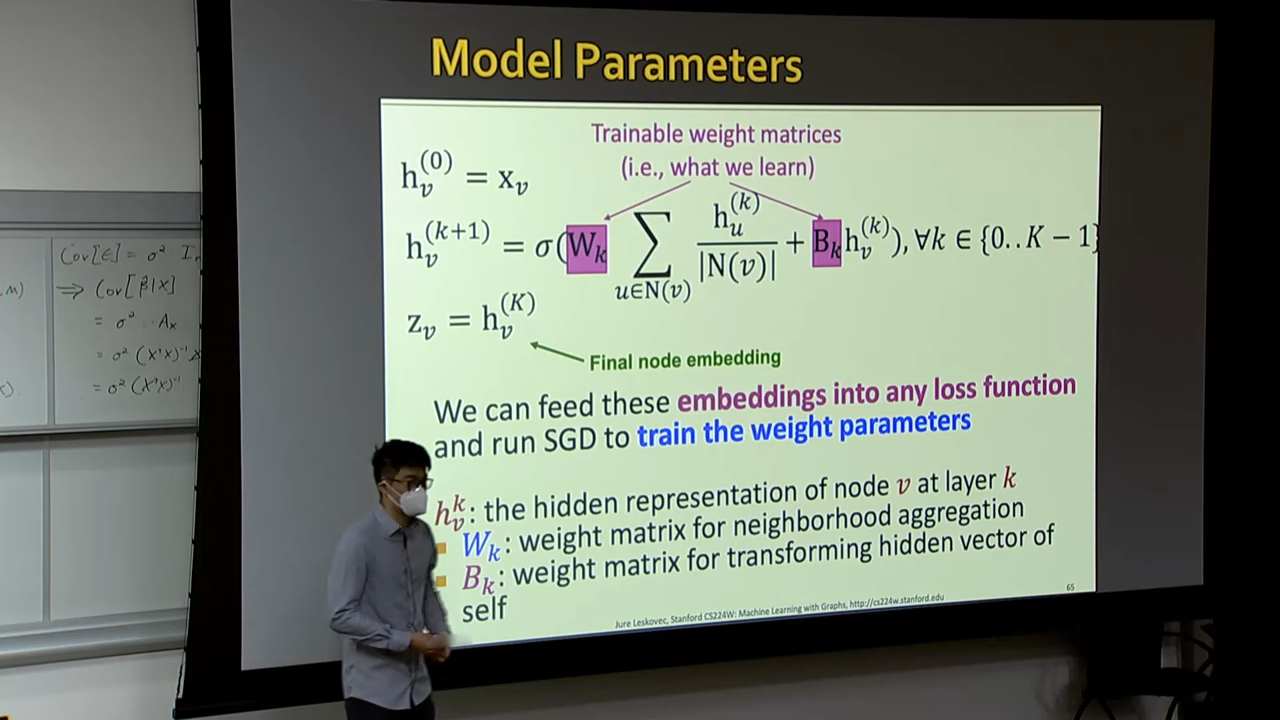 Model Parameters
Trainable weight matrices
(i.e., what we learn)
h_v^(0) = x_v
h_v^(k+1) = σ(W_k ∑_{u∈N(v)} h_u^(k) / |N(v)| + B_k h_v^(k)), ∀k ∈ {0..K − 1}
z_v = h_v^(K)
Final node embedding
We can feed these embeddings into any loss function
and run SGD to train the weight parameters
h_v^k: the hidden representation of node v at layer k
W_k: weight matrix for neighborhood aggregation
B_k: weight matrix for transforming hidden vector of
self
Jure Leskovec, Stanford CS224W: Machine Learning with Graphs, http://cs224w.stanford.edu
65
Cov[ε] = σ² · I
⟹ Cov[β̂|X]
= σ² · A_x
= σ² (X'X)⁻¹
= σ² (X'X)⁻¹.